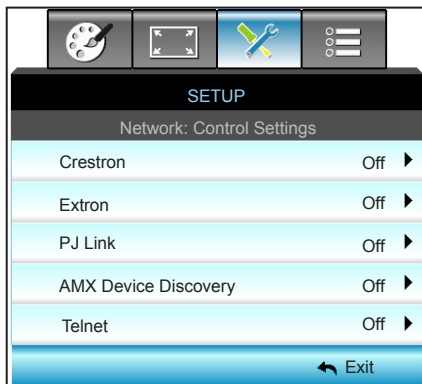 SETUP
Network: Control Settings
Crestron Off
Extron Off
PJ Link Off
AMX Device Discovery Off
Telnet Off
Exit